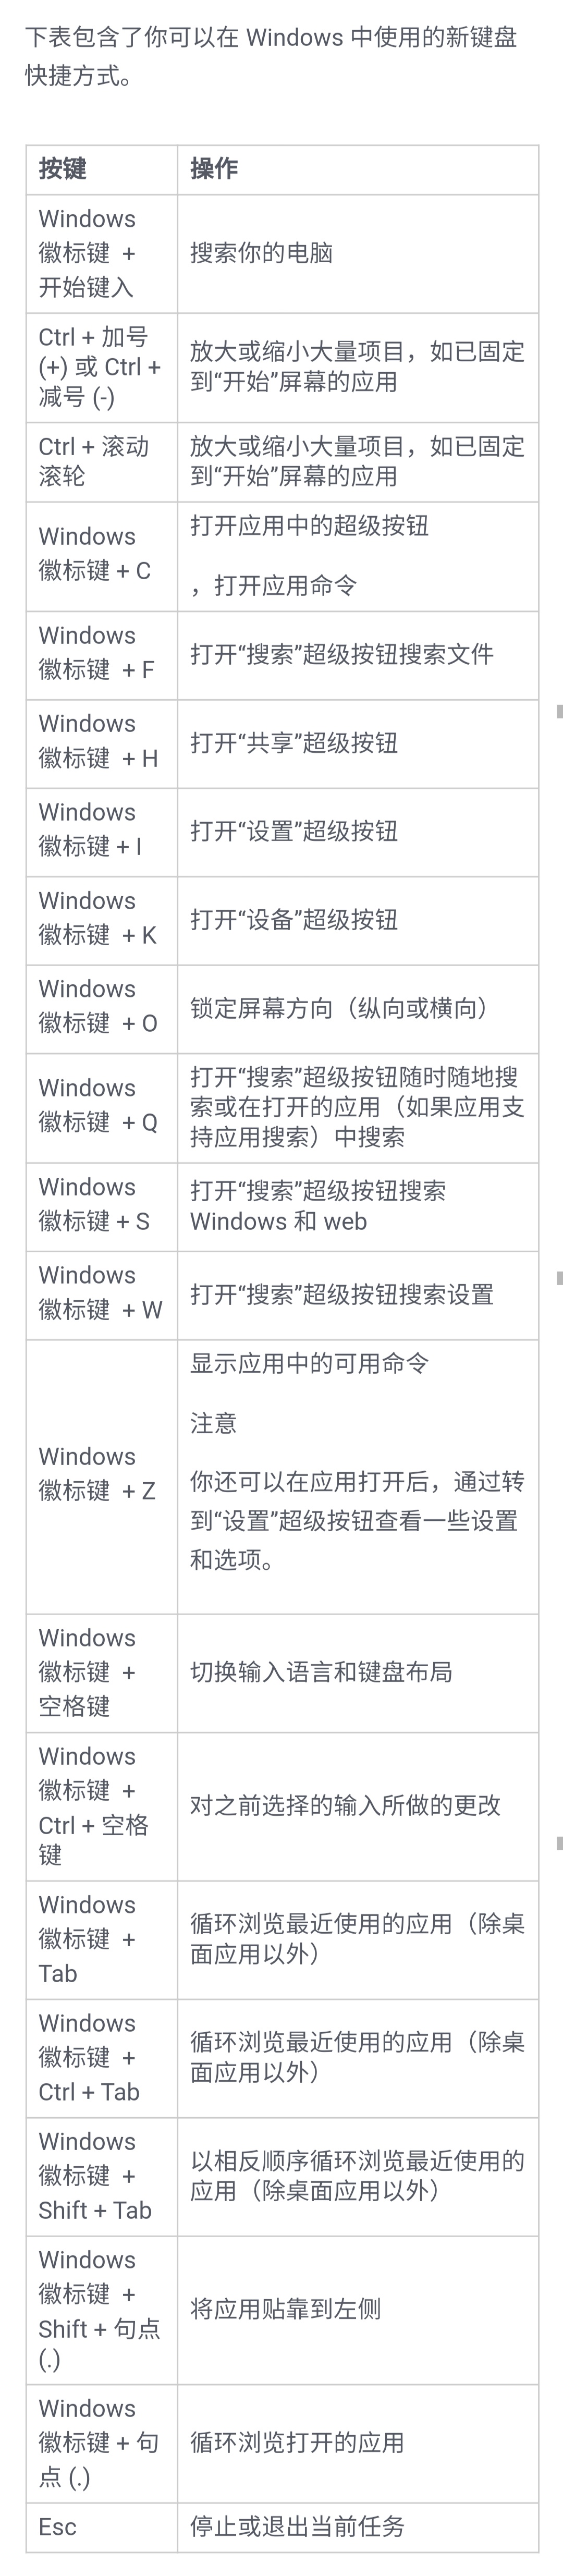 下表包含了你可以在 Windows 中使用的新键盘
快捷方式。
按键
操作
Windows
徽标键 +
开始键入
搜索你的电脑
Ctrl + 加号
(+) 或 Ctrl +
减号 (-)
放大或缩小大量项目，如已固定
到“开始”屏幕的应用
Ctrl + 滚动
滚轮
放大或缩小大量项目，如已固定
到“开始”屏幕的应用
Windows
徽标键 + C
打开应用中的超级按钮
，打开应用命令
Windows
徽标键 + F
打开“搜索”超级按钮搜索文件
Windows
徽标键 + H
打开“共享”超级按钮
Windows
徽标键 + I
打开“设置”超级按钮
Windows
徽标键 + K
打开“设备”超级按钮
Windows
徽标键 + O
锁定屏幕方向（纵向或横向）
Windows
徽标键 + Q
打开“搜索”超级按钮随时随地搜
索或在打开的应用（如果应用支
持应用搜索）中搜索
Windows
徽标键 + S
打开“搜索”超级按钮搜索
Windows 和 web
Windows
徽标键 + W
打开“搜索”超级按钮搜索设置
Windows
徽标键 + Z
显示应用中的可用命令
注意
你还可以在应用打开后，通过转
到“设置”超级按钮查看一些设置
和选项。
Windows
徽标键 +
空格键
切换输入语言和键盘布局
Windows
徽标键 +
Ctrl + 空格
键
对之前选择的输入所做的更改
Windows
徽标键 +
Tab
循环浏览最近使用的应用（除桌
面应用以外）
Windows
徽标键 +
Ctrl + Tab
循环浏览最近使用的应用（除桌
面应用以外）
Windows
徽标键 +
Shift + Tab
以相反顺序循环浏览最近使用的
应用（除桌面应用以外）
Windows
徽标键 +
Shift + 句点
(.)
将应用贴靠到左侧
Windows
徽标键 + 句
点 (.)
循环浏览打开的应用
Esc
停止或退出当前任务